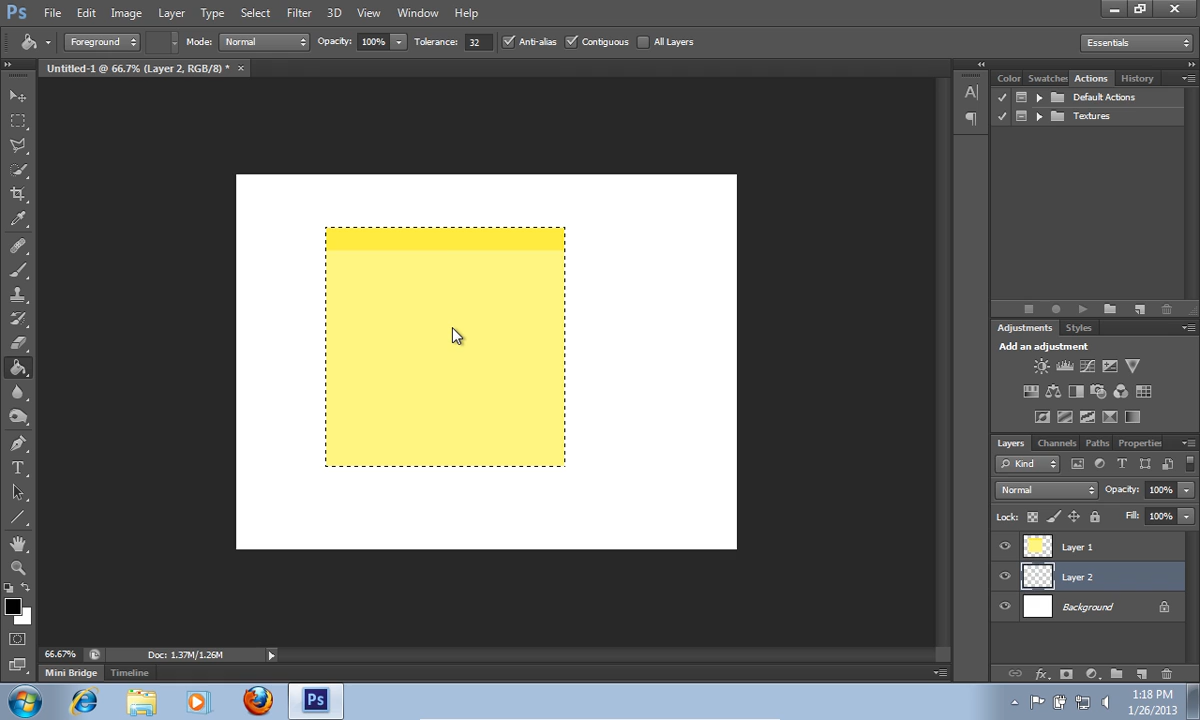 Ps File Edit Image Layer Type Select Filter 3D View Window Help
Foreground Mode: Normal Opacity: 100% Tolerance: 32 Anti-alias Contiguous All Layers Essentials
Untitled-1 @ 66.7% (Layer 2, RGB/8) * ×
Color Swatches Actions History
Default Actions
Textures
Adjustments Styles
Add an adjustment
Layers Channels Paths Properties
Kind
Normal Opacity: 100%
Lock: Fill: 100%
Layer 1
Layer 2
Background
66.67% Doc: 1.37M/1.26M
Mini Bridge Timeline
Ps
1:18 PM
1/26/2013